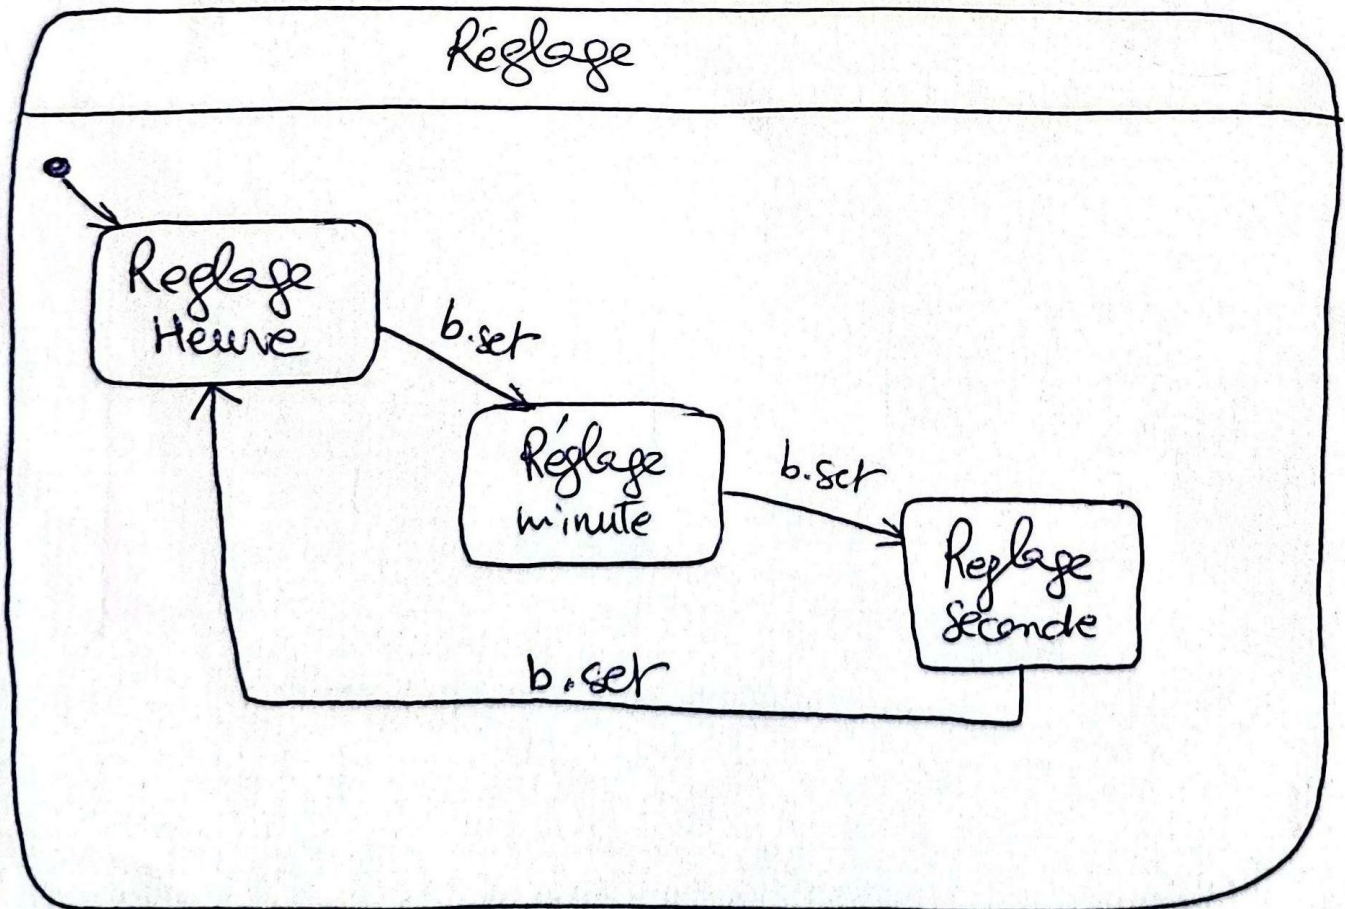 Réglage
Reglage
Heure
b.set
Réglage
minute
b.set
Reglage
seconde
b.set